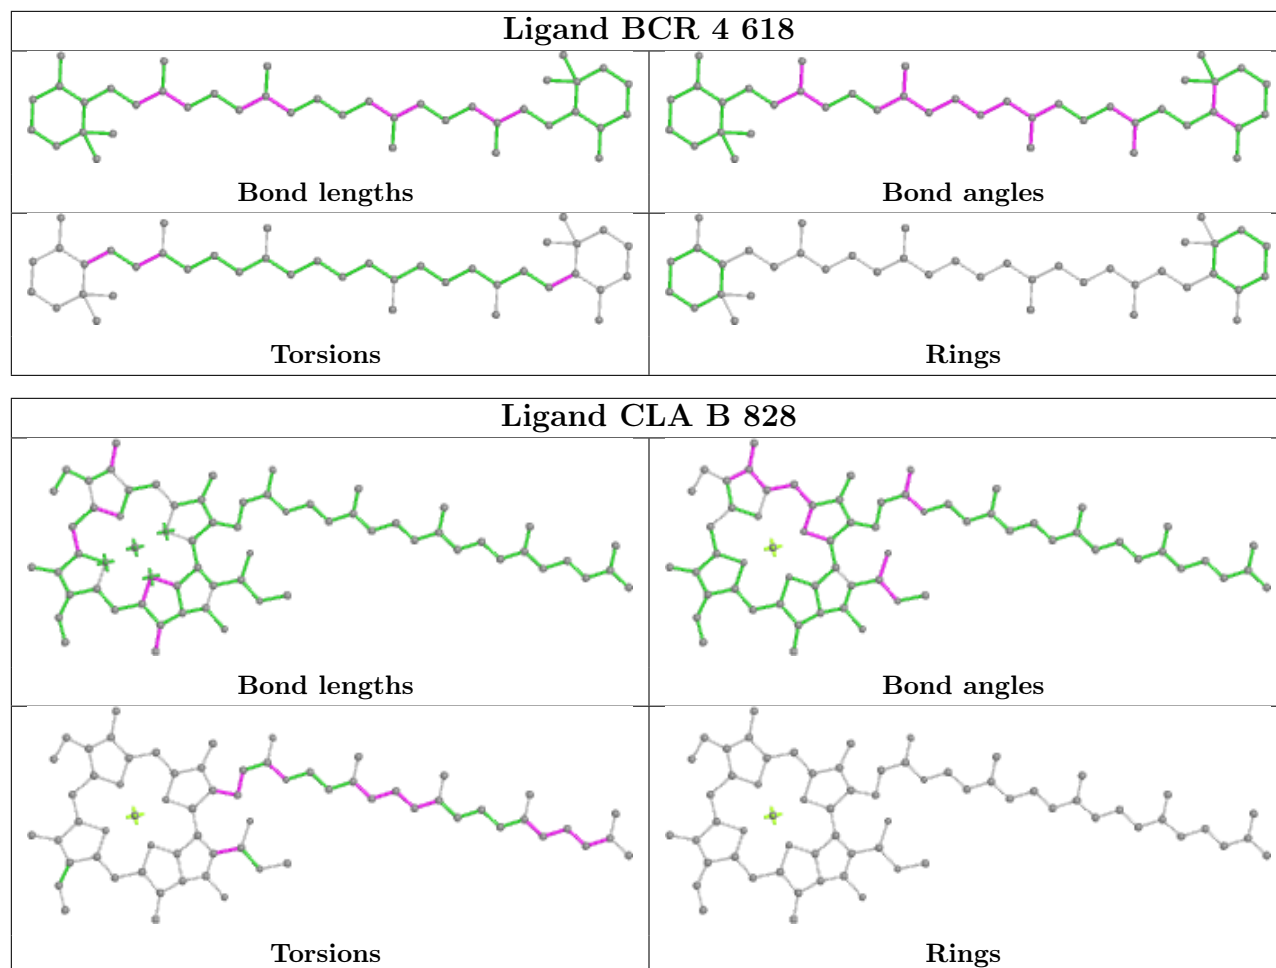 Ligand BCR 4 618
Bond lengths
Bond angles
Torsions
Rings
Ligand CLA B 828
Bond lengths
Bond angles
Torsions
Rings